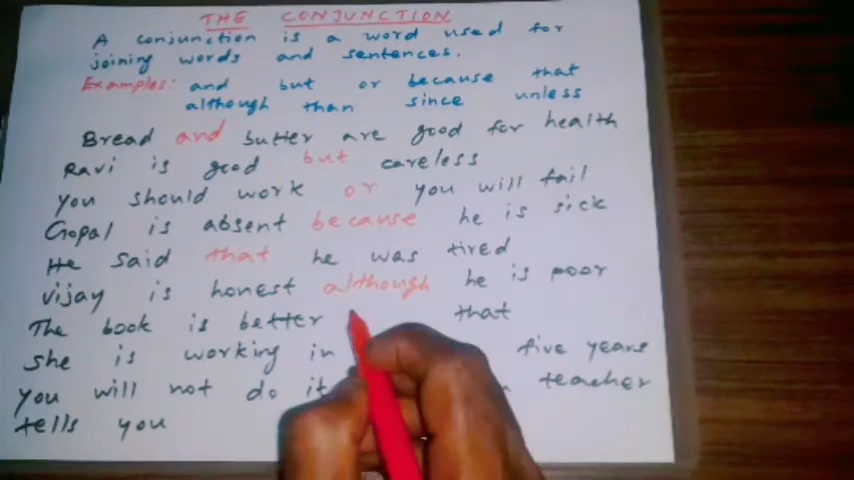 THE CONJUNCTION
A conjunction is a word used for
joining words and sentences.
Examples: and but or because that
although than since unless
Bread and butter are good for health
Ravi is good but careless
You should work or you will fail
Gopal is absent because he is sick
He said that he was tired
Vijay is honest although he is poor
The book is better that
She is working in five years
You will not do it teacher
tells you